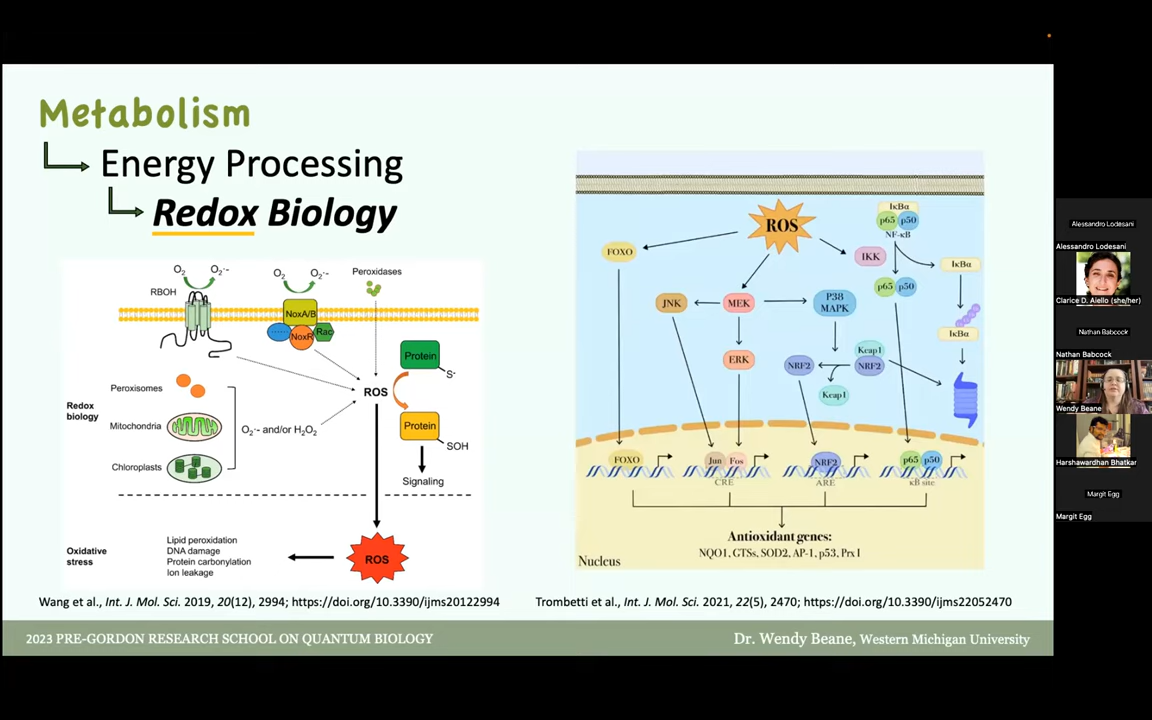 Metabolism
Energy Processing
Redox Biology
O₂ O₂·-
O₂ O₂·-
Peroxidases
RBOH
NoxA/B
NoxR
Rac
Protein
S-
Peroxisomes
ROS
Redox
biology
Mitochondria
O₂·- and/or H₂O₂
Protein
SOH
Chloroplasts
Signaling
Oxidative
stress
Lipid peroxidation
DNA damage
Protein carbonylation
Ion leakage
ROS
Wang et al., Int. J. Mol. Sci. 2019, 20(12), 2994; https://doi.org/10.3390/ijms20122994
ROS
IκBα
p65 p50
NF-κB
FOXO
IKK
IκBα
p65 p50
JNK
MEK
P38
MAPK
IκBα
ERK
NRF2
Keap1
NRF2
Keap1
FOXO
Jun Fos
CRE
NRF2
ARE
p65 p50
κB site
Antioxidant genes:
NQO1, GTSs, SOD2, AP-1, p53, Prx I
Nucleus
Trombetti et al., Int. J. Mol. Sci. 2021, 22(5), 2470; https://doi.org/10.3390/ijms22052470
2023 PRE-GORDON RESEARCH SCHOOL ON QUANTUM BIOLOGY
Dr. Wendy Beane, Western Michigan University
Alessandro Lodesani
Alessandro Lodesani
Clarice D. Aiello (she/her)
Nathan Babcock
Nathan Babcock
Wendy Beane
Harshawardhan Bhatkar
Margit Egg
Margit Egg